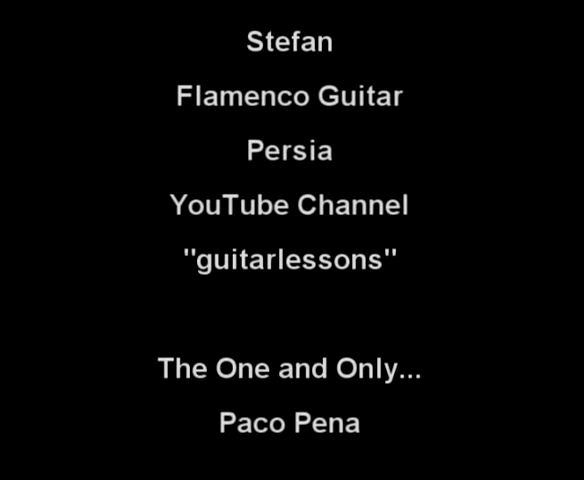 Stefan
Flamenco Guitar
Persia
YouTube Channel
"guitarlessons"
The One and Only...
Paco Pena